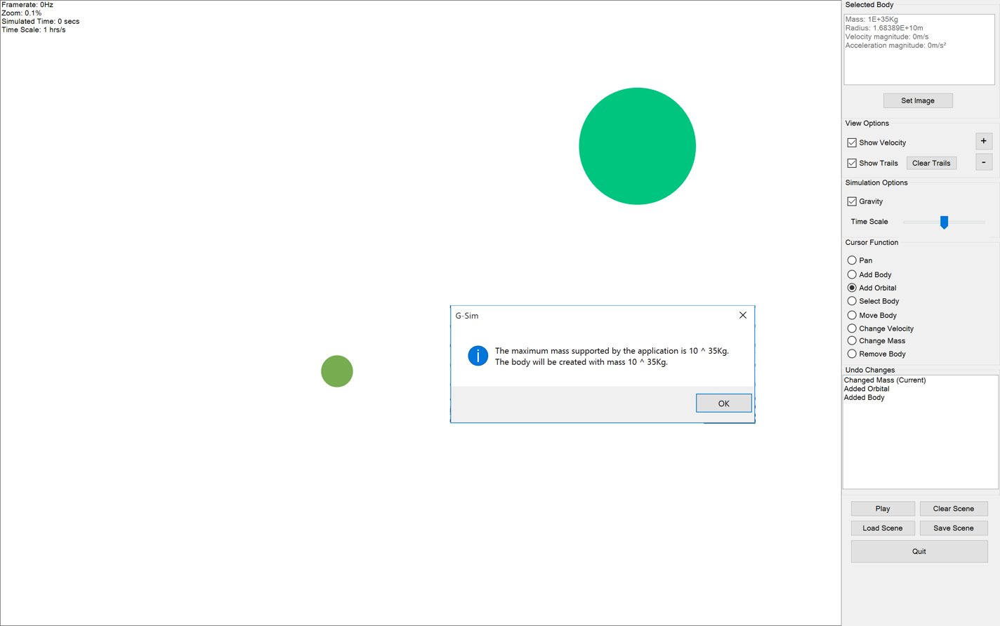 Framerate: 0Hz
Zoom: 0.1%
Simulated Time: 0 secs
Time Scale: 1 hrs/s
G-Sim
The maximum mass supported by the application is 10 ^ 35Kg.
The body will be created with mass 10 ^ 35Kg.
OK
Selected Body
Mass: 1E+35Kg
Radius: 1.68389E+10m
Velocity magnitude: 0m/s
Acceleration magnitude: 0m/s²
Set Image
View Options
Show Velocity
+
Show Trails
Clear Trails
-
Simulation Options
Gravity
Time Scale
Cursor Function
Pan
Add Body
Add Orbital
Select Body
Move Body
Change Velocity
Change Mass
Remove Body
Undo Changes
Changed Mass (Current)
Added Orbital
Added Body
Play
Clear Scene
Load Scene
Save Scene
Quit